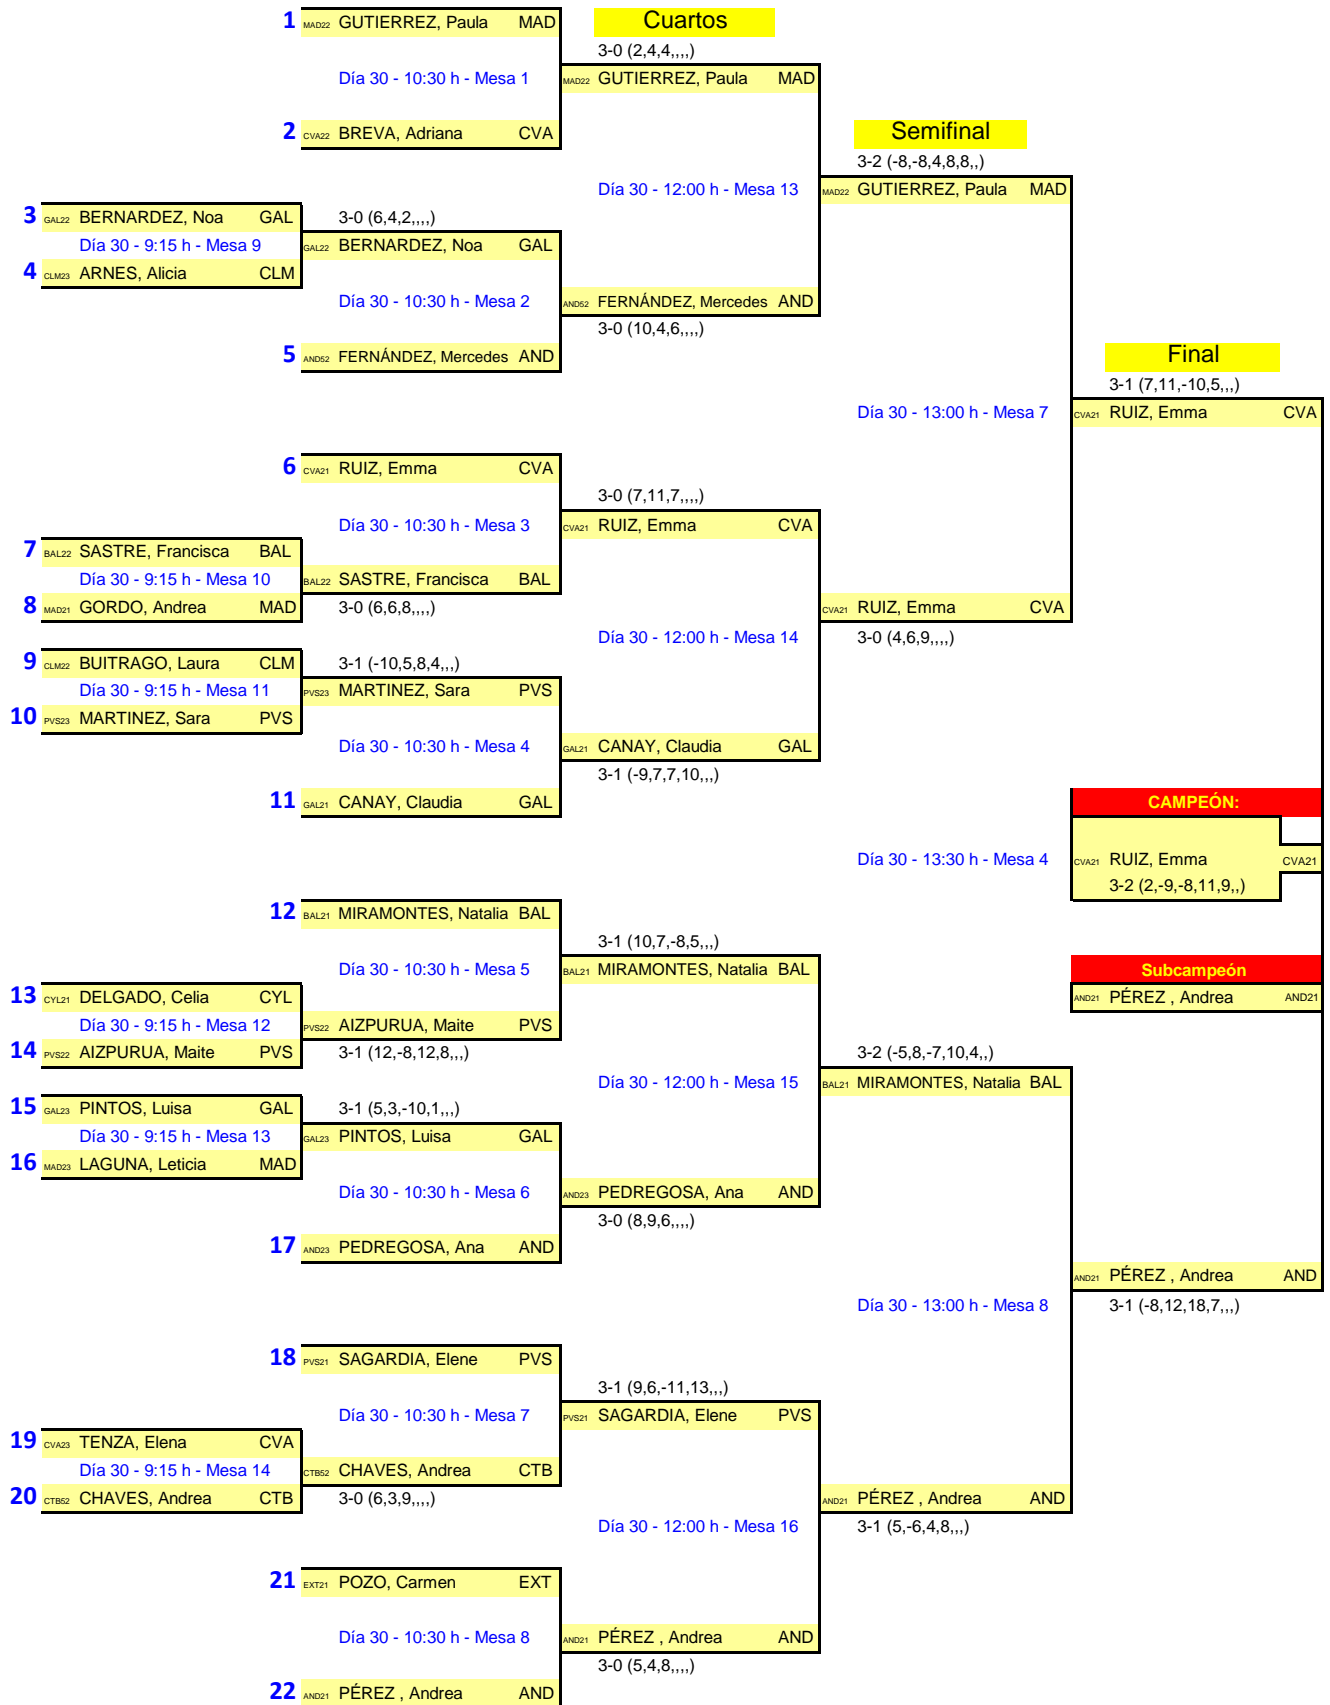 1 MAD22 GUTIERREZ, Paula MAD Cuartos
3-0 (2,4,4,,,,)
Día 30 - 10:30 h - Mesa 1 MAD22 GUTIERREZ, Paula MAD
2 CVA22 BREVA, Adriana CVA Semifinal
3-2 (-8,-8,4,8,8,,)
Día 30 - 12:00 h - Mesa 13 MAD22 GUTIERREZ, Paula MAD
3 GAL22 BERNARDEZ, Noa GAL 3-0 (6,4,2,,,,)
Día 30 - 9:15 h - Mesa 9 GAL22 BERNARDEZ, Noa GAL
4 CLM23 ARNES, Alicia CLM
Día 30 - 10:30 h - Mesa 2 AND52 FERNÁNDEZ, Mercedes AND
3-0 (10,4,6,,,,)
5 AND52 FERNÁNDEZ, Mercedes AND Final
3-1 (7,11,-10,5,,,)
Día 30 - 13:00 h - Mesa 7 CVA21 RUIZ, Emma CVA
6 CVA21 RUIZ, Emma CVA
3-0 (7,11,7,,,,)
Día 30 - 10:30 h - Mesa 3 CVA21 RUIZ, Emma CVA
7 BAL22 SASTRE, Francisca BAL
Día 30 - 9:15 h - Mesa 10 BAL22 SASTRE, Francisca BAL
8 MAD21 GORDO, Andrea MAD 3-0 (6,6,8,,,,) CVA21 RUIZ, Emma CVA
Día 30 - 12:00 h - Mesa 14 3-0 (4,6,9,,,,)
9 CLM22 BUITRAGO, Laura CLM 3-1 (-10,5,8,4,,,)
Día 30 - 9:15 h - Mesa 11 PVS23 MARTINEZ, Sara PVS
10 PVS23 MARTINEZ, Sara PVS
Día 30 - 10:30 h - Mesa 4 GAL21 CANAY, Claudia GAL
3-1 (-9,7,7,10,,,)
11 GAL21 CANAY, Claudia GAL CAMPEÓN:
Día 30 - 13:30 h - Mesa 4 CVA21 RUIZ, Emma CVA21
3-2 (2,-9,-8,11,9,,)
12 BAL21 MIRAMONTES, Natalia BAL
3-1 (10,7,-8,5,,,)
Día 30 - 10:30 h - Mesa 5 BAL21 MIRAMONTES, Natalia BAL Subcampeón
13 CYL21 DELGADO, Celia CYL AND21 PÉREZ , Andrea AND21
Día 30 - 9:15 h - Mesa 12 PVS22 AIZPURUA, Maite PVS
14 PVS22 AIZPURUA, Maite PVS 3-1 (12,-8,12,8,,,) 3-2 (-5,8,-7,10,4,,)
Día 30 - 12:00 h - Mesa 15 BAL21 MIRAMONTES, Natalia BAL
15 GAL23 PINTOS, Luisa GAL 3-1 (5,3,-10,1,,,)
Día 30 - 9:15 h - Mesa 13 GAL23 PINTOS, Luisa GAL
16 MAD23 LAGUNA, Leticia MAD
Día 30 - 10:30 h - Mesa 6 AND23 PEDREGOSA, Ana AND
3-0 (8,9,6,,,,)
17 AND23 PEDREGOSA, Ana AND
AND21 PÉREZ , Andrea AND
Día 30 - 13:00 h - Mesa 8 3-1 (-8,12,18,7,,,)
18 PVS21 SAGARDIA, Elene PVS
3-1 (9,6,-11,13,,,)
Día 30 - 10:30 h - Mesa 7 PVS21 SAGARDIA, Elene PVS
19 CVA23 TENZA, Elena CVA
Día 30 - 9:15 h - Mesa 14 CTB52 CHAVES, Andrea CTB
20 CTB52 CHAVES, Andrea CTB 3-0 (6,3,9,,,,) AND21 PÉREZ , Andrea AND
Día 30 - 12:00 h - Mesa 16 3-1 (5,-6,4,8,,,)
21 EXT21 POZO, Carmen EXT
Día 30 - 10:30 h - Mesa 8 AND21 PÉREZ , Andrea AND
3-0 (5,4,8,,,,)
22 AND21 PÉREZ , Andrea AND